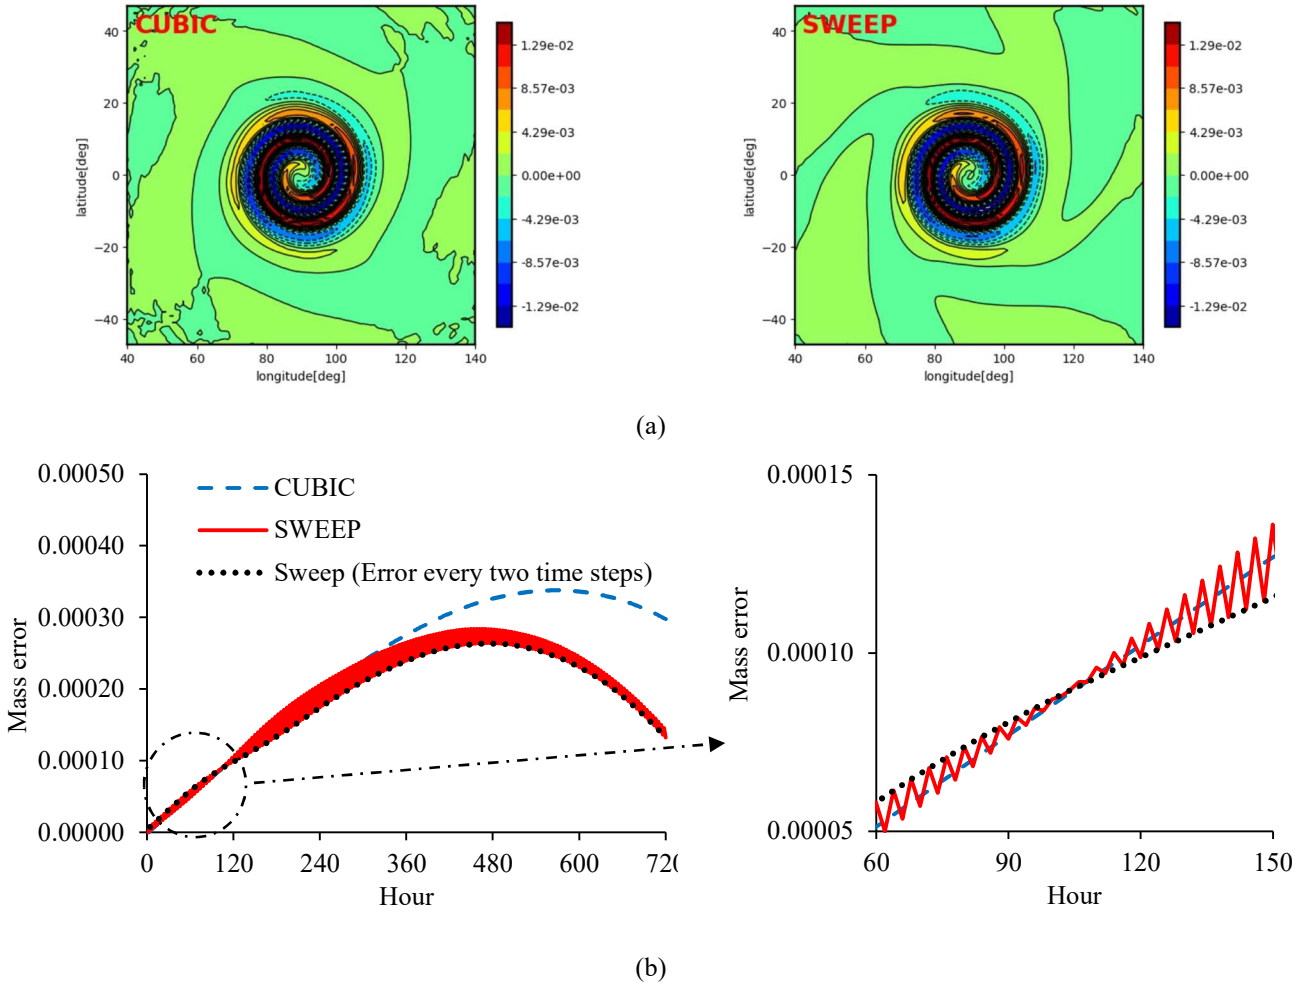 CUBIC
40
20
0
−20
−40
latitude[deg]
40 60 80 100 120 140
longitude[deg]
1.29e-02
8.57e-03
4.29e-03
0.00e+00
-4.29e-03
-8.57e-03
-1.29e-02
SWEEP
40
20
0
−20
−40
latitude[deg]
40 60 80 100 120 140
longitude[deg]
1.29e-02
8.57e-03
4.29e-03
0.00e+00
-4.29e-03
-8.57e-03
-1.29e-02
(a)
0.00050
0.00040
0.00030
0.00020
0.00010
0.00000
Mass error
CUBIC
SWEEP
Sweep (Error every two time steps)
0 120 240 360 480 600 720
Hour
0.00015
0.00010
0.00005
Mass error
60 90 120 150
Hour
(b)